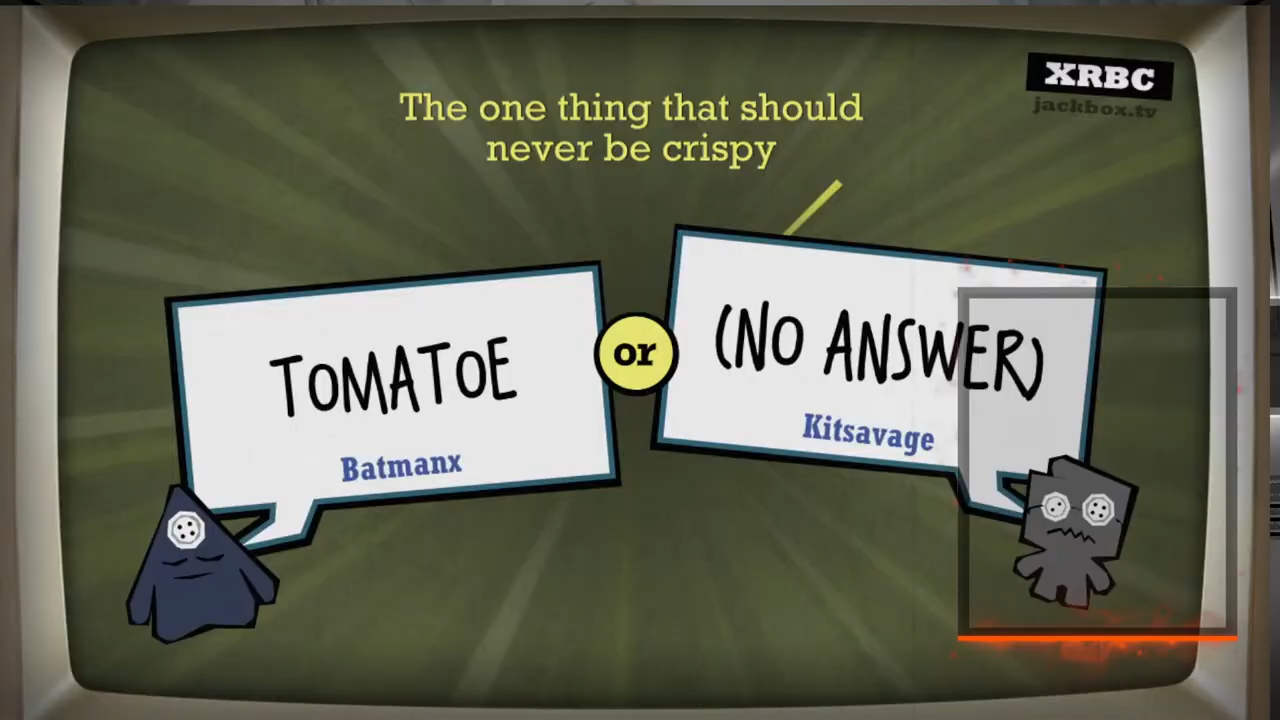 XRBC
jackbox.tv
The one thing that should
never be crispy
TOMATOE
Batmanx
or
(NO ANSWER)
Kitsavage